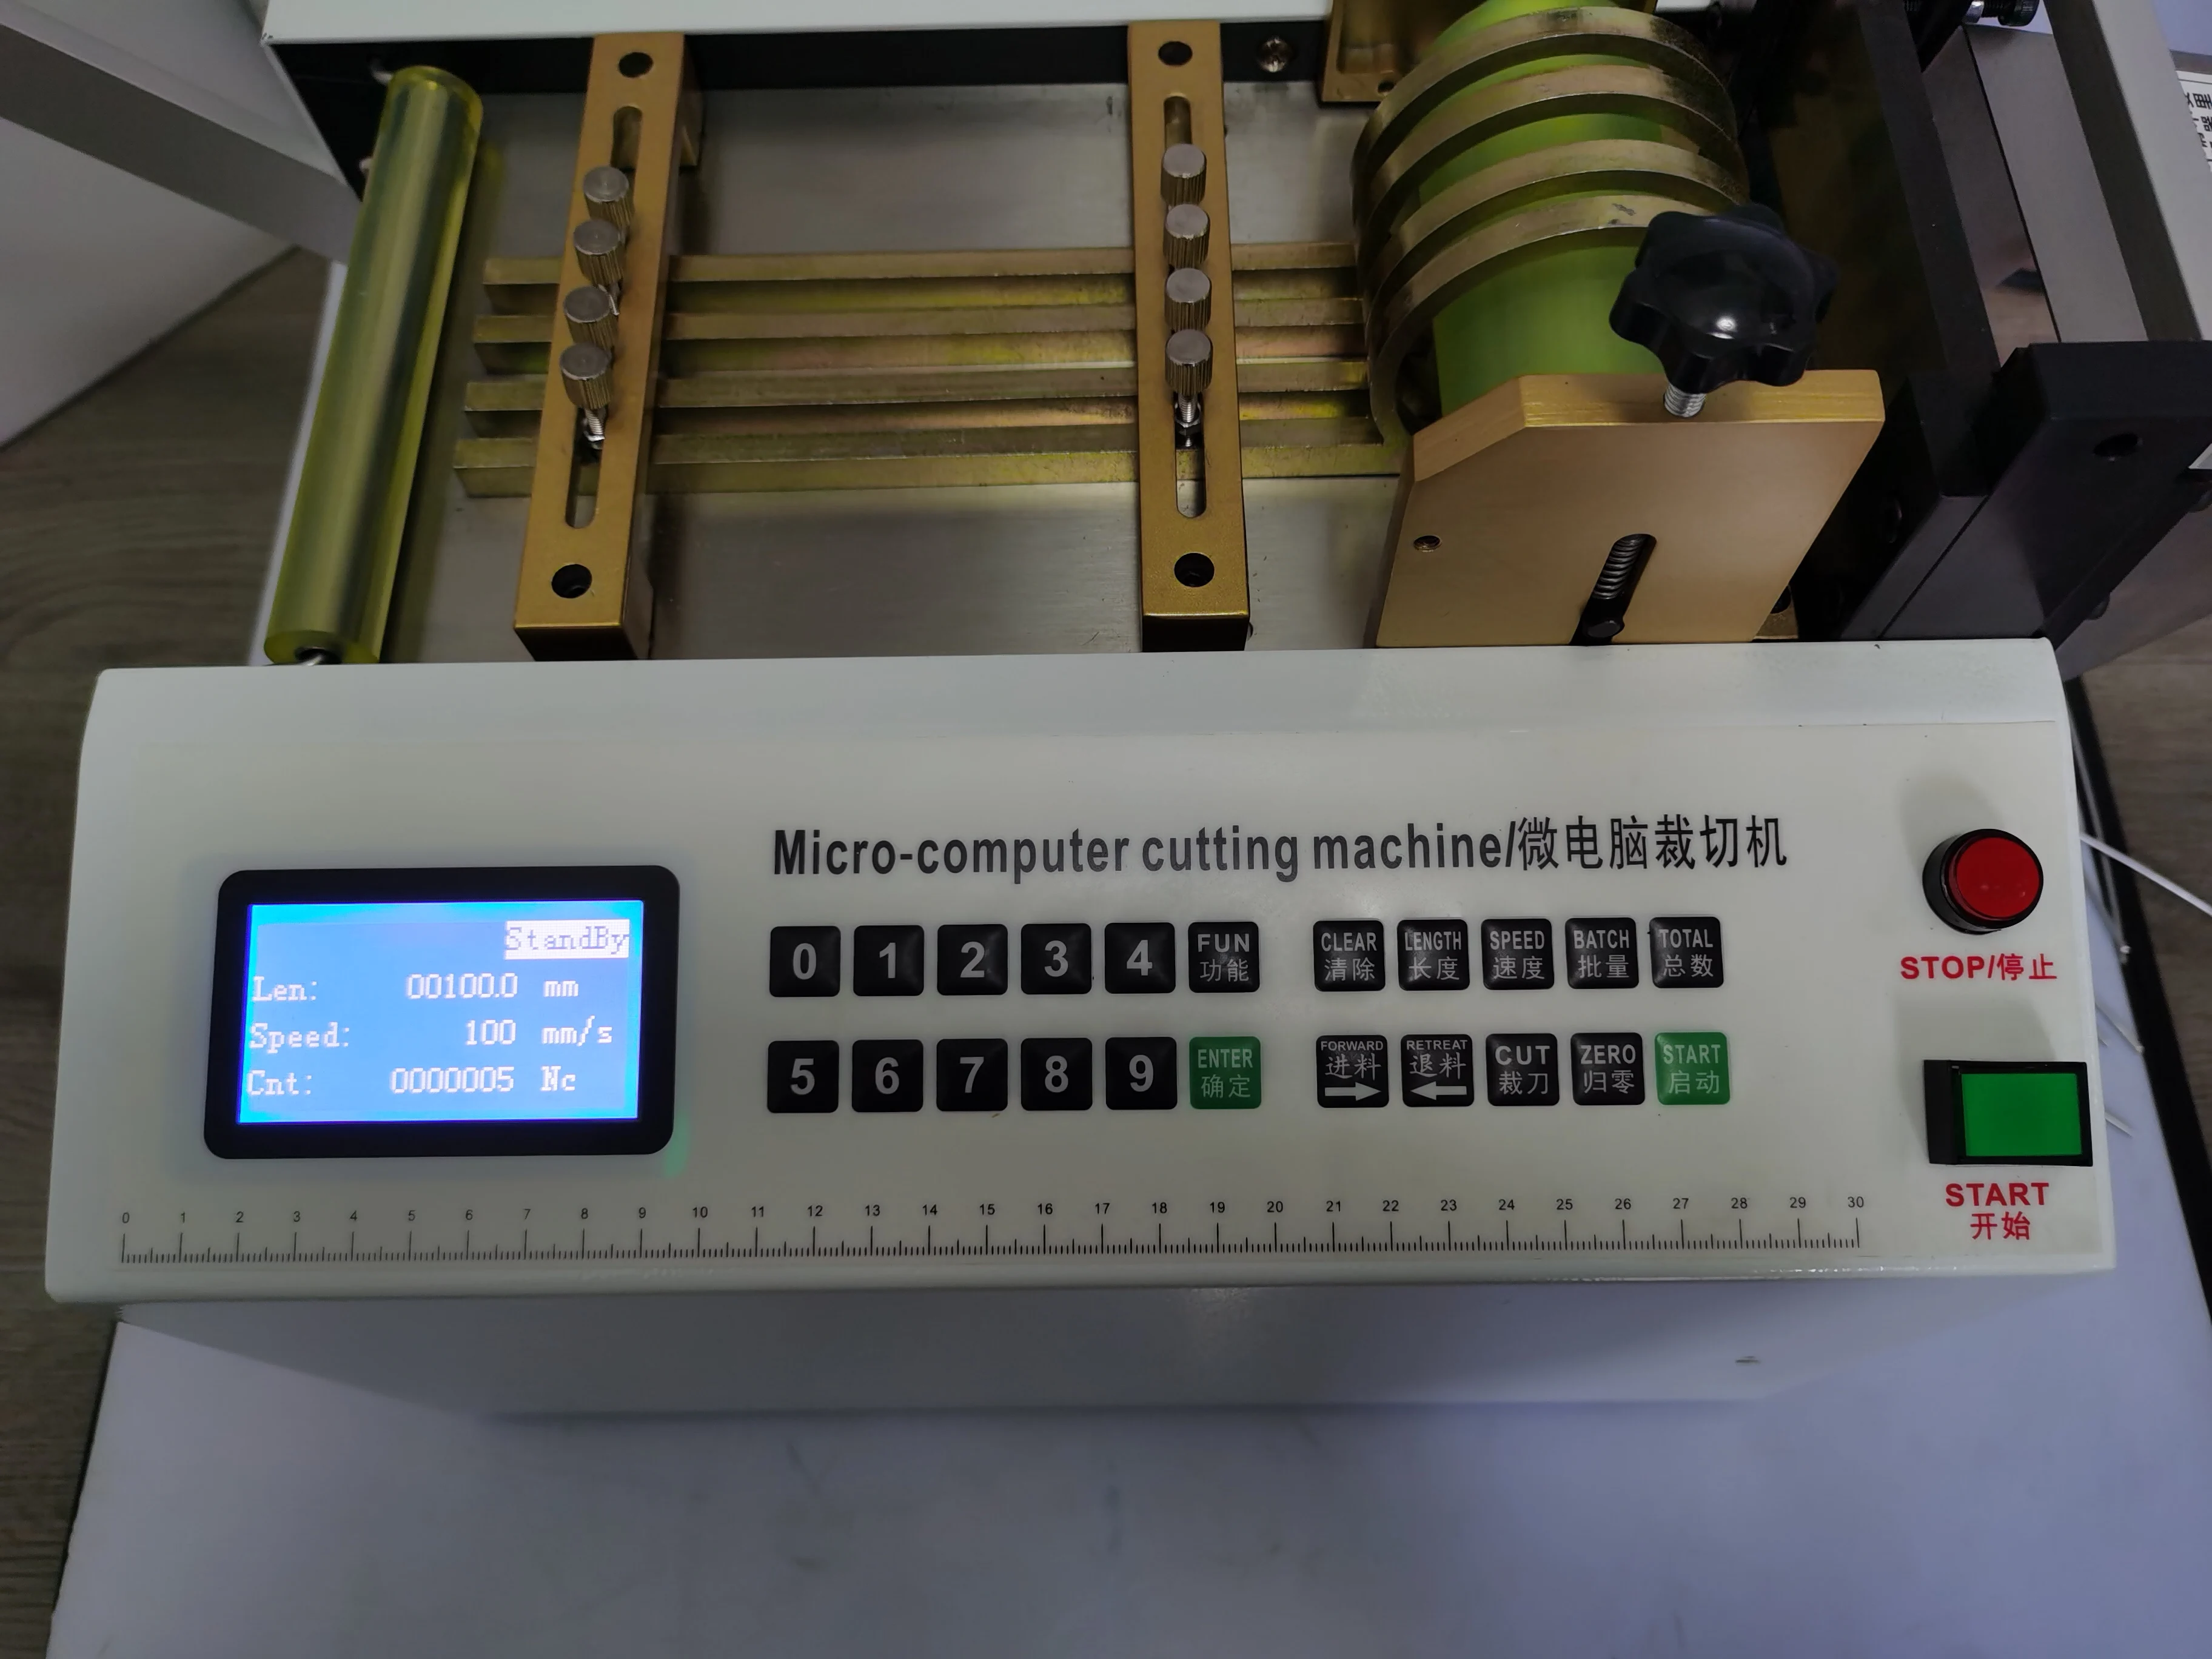 StandBy
Len: 00100.0 mm
Speed: 100 mm/s
Cnt: 0000005 Nc
Micro-computer cutting machine/微电脑裁切机
0 1 2 3 4 FUN 功能 CLEAR 清除 LENGTH 长度 SPEED 速度 BATCH 批量 TOTAL 总数
5 6 7 8 9 ENTER 确定 FORWARD 进料 RETREAT 退料 CUT 裁刀 ZERO 归零 START 启动
STOP/停止
START
开始
0 1 2 3 4 5 6 7 8 9 10 11 12 13 14 15 16 17 18 19 20 21 22 23 24 25 26 27 28 29 30